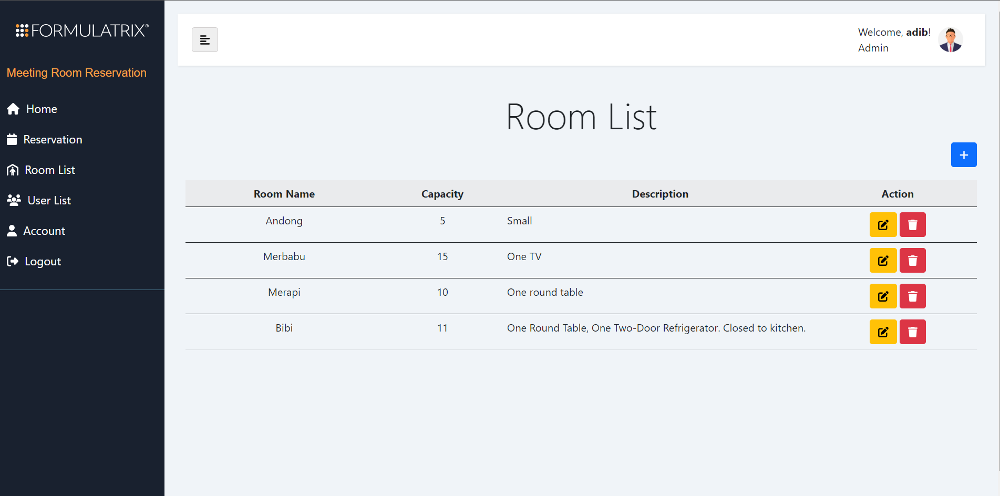 FORMULATRIX®
Meeting Room Reservation
Home
Reservation
Room List
User List
Account
Logout
Welcome, adib!
Admin
Room List
+
Room Name Capacity Description Action
Andong 5 Small
Merbabu 15 One TV
Merapi 10 One round table
Bibi 11 One Round Table, One Two-Door Refrigerator. Closed to kitchen.